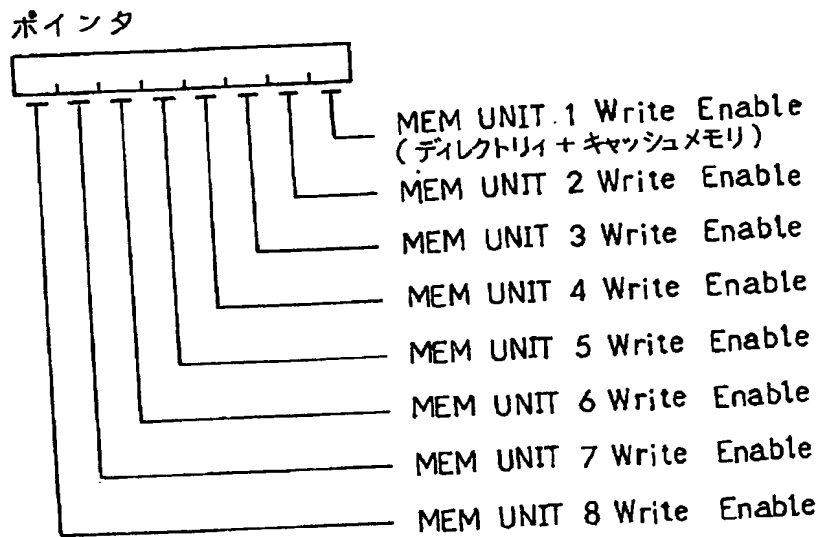 ポインタ
MEM UNIT 1 Write Enable
(ディレクトリィ+キャッシュメモリ)
MEM UNIT 2 Write Enable
MEM UNIT 3 Write Enable
MEM UNIT 4 Write Enable
MEM UNIT 5 Write Enable
MEM UNIT 6 Write Enable
MEM UNIT 7 Write Enable
MEM UNIT 8 Write Enable